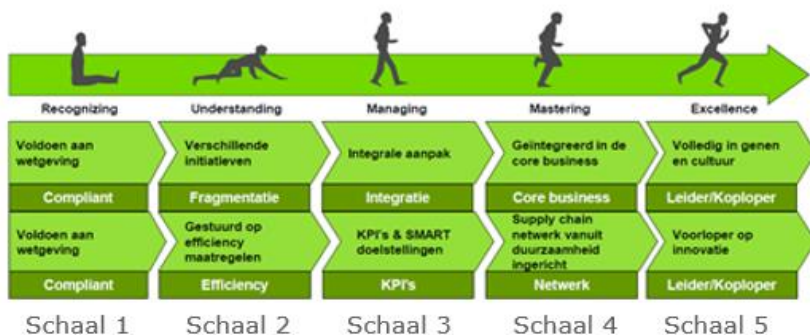 Recognizing
Understanding
Managing
Mastering
Excellence
Voldoen aan
wetgeving
Verschillende
initiatieven
Integrale aanpak
Geïntegreerd in de
core business
Volledig in genen
en cultuur
Compliant
Fragmentatie
Integratie
Core business
Leider/Koploper
Voldoen aan
wetgeving
Gestuurd op
efficiency
maatregelen
KPI's & SMART
doelstellingen
Supply chain
netwerk vanuit
duurzaamheid
ingericht
Voorloper op
innovatie
Compliant
Efficiency
KPI's
Netwerk
Leider/Koploper
Schaal 1
Schaal 2
Schaal 3
Schaal 4
Schaal 5